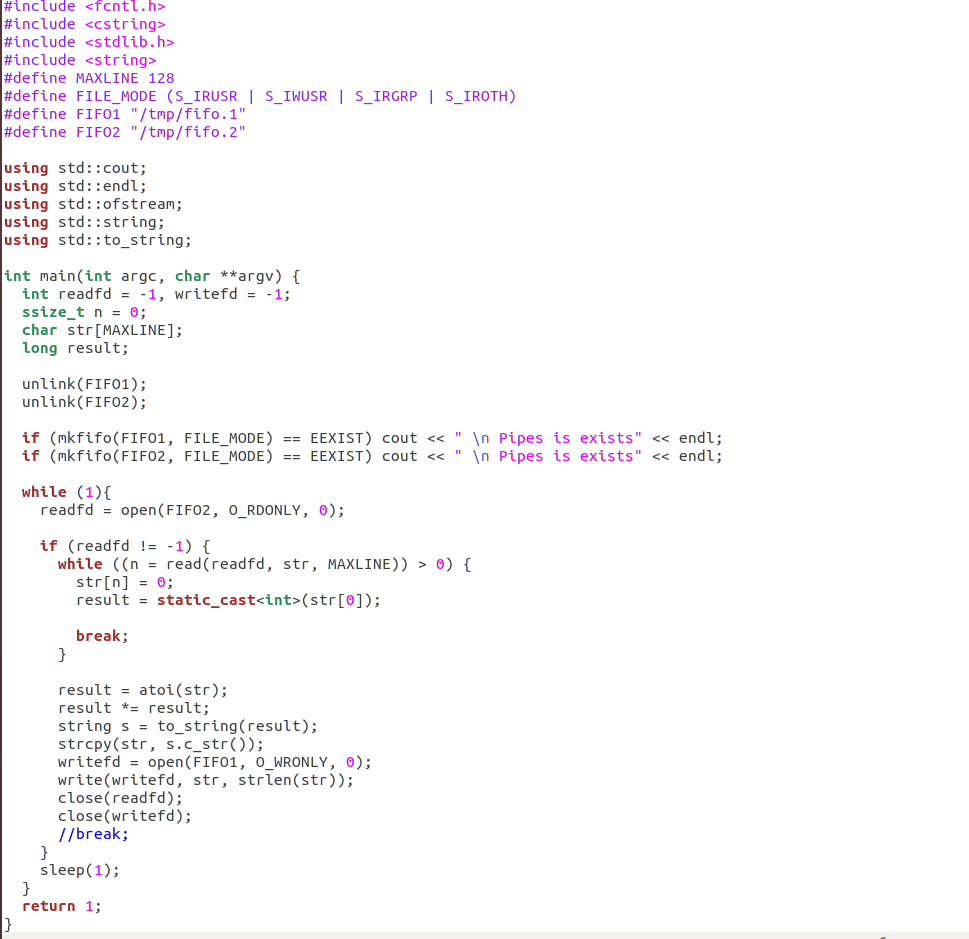 #include <fcntl.h>
#include <cstring>
#include <stdlib.h>
#include <string>
#define MAXLINE 128
#define FILE_MODE (S_IRUSR | S_IWUSR | S_IRGRP | S_IROTH)
#define FIFO1 "/tmp/fifo.1"
#define FIFO2 "/tmp/fifo.2"

using std::cout;
using std::endl;
using std::ofstream;
using std::string;
using std::to_string;

int main(int argc, char **argv) {
  int readfd = -1, writefd = -1;
  ssize_t n = 0;
  char str[MAXLINE];
  long result;

  unlink(FIFO1);
  unlink(FIFO2);

  if (mkfifo(FIFO1, FILE_MODE) == EEXIST) cout << " \n Pipes is exists" << endl;
  if (mkfifo(FIFO2, FILE_MODE) == EEXIST) cout << " \n Pipes is exists" << endl;

  while (1){
    readfd = open(FIFO2, O_RDONLY, 0);

    if (readfd != -1) {
      while ((n = read(readfd, str, MAXLINE)) > 0) {
        str[n] = 0;
        result = static_cast<int>(str[0]);

        break;
      }

      result = atoi(str);
      result *= result;
      string s = to_string(result);
      strcpy(str, s.c_str());
      writefd = open(FIFO1, O_WRONLY, 0);
      write(writefd, str, strlen(str));
      close(readfd);
      close(writefd);
      //break;
    }
    sleep(1);
  }
  return 1;
}